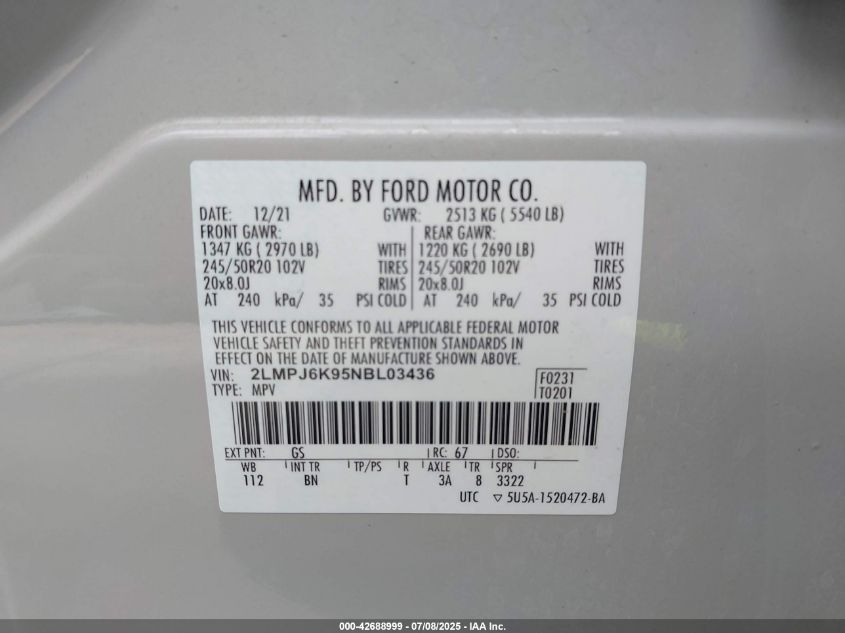 MFD. BY FORD MOTOR CO.
DATE: 12/21 GVWR: 2513 KG ( 5540 LB)
FRONT GAWR: REAR GAWR:
1347 KG ( 2970 LB) WITH 1220 KG ( 2690 LB) WITH
245/50R20 102V TIRES 245/50R20 102V TIRES
20x8.0J RIMS 20x8.0J RIMS
AT 240 kPa/ 35 PSI COLD AT 240 kPa/ 35 PSI COLD
THIS VEHICLE CONFORMS TO ALL APPLICABLE FEDERAL MOTOR
VEHICLE SAFETY AND THEFT PREVENTION STANDARDS IN
EFFECT ON THE DATE OF MANUFACTURE SHOWN ABOVE.
VIN: 2LMPJ6K95NBL03436 F0231
TYPE: MPV T0201
EXT PNT: GS RC: 67 DSO:
WB INT TR TP/PS R AXLE TR SPR
112 BN T 3A 8 3322
UTC ▽ 5U5A-1520472-BA
000-42688999 - 07/08/2025 - IAA Inc.